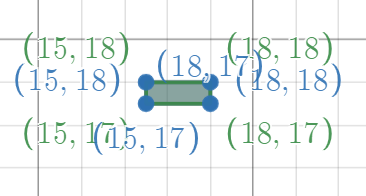 (15, 18) (18, 18)
(18, 17)
(15, 18) (18, 18)
(15, 17) (18, 17)
(15, 17)